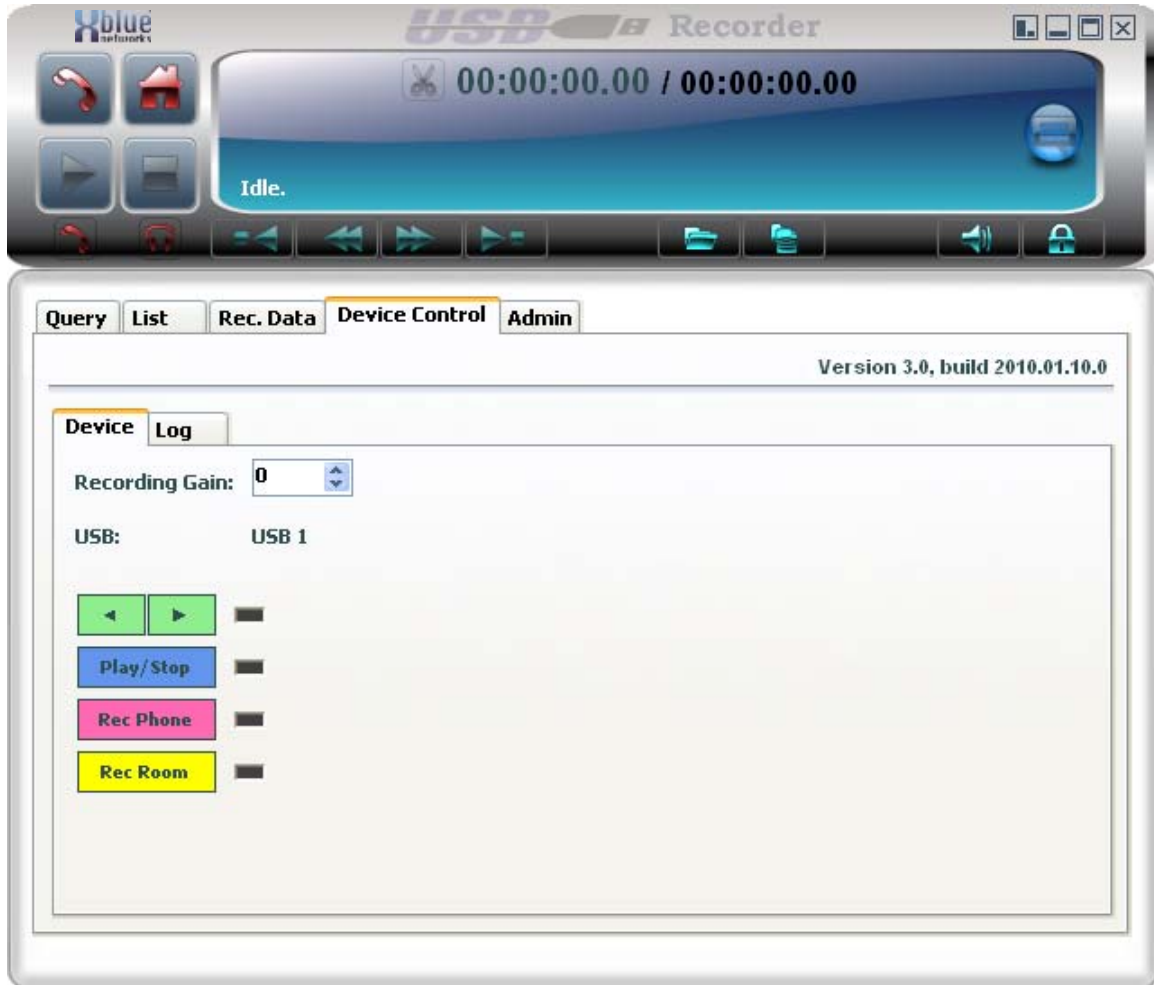 Xblue
networks
USB Recorder
00:00:00.00 / 00:00:00.00
Idle.
Query List Rec. Data Device Control Admin
Version 3.0, build 2010.01.10.0
Device Log
Recording Gain: 0
USB: USB 1
Play/Stop
Rec Phone
Rec Room